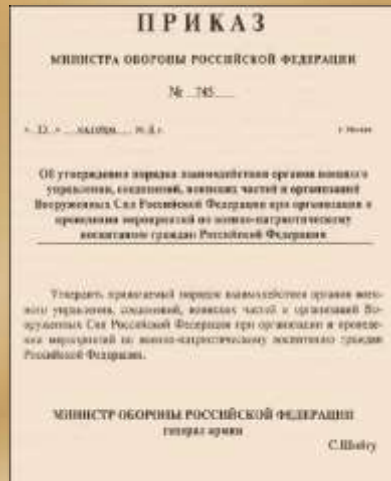 ПРИКАЗ
МИНИСТРА ОБОРОНЫ РОССИЙСКОЙ ФЕДЕРАЦИИ
№ 745
г. Москва
Об утверждении порядка взаимодействия органов военного
управления, соединений, воинских частей и организаций
Вооруженных Сил Российской Федерации при организации и
проведении мероприятий по военно-патриотическому
воспитанию граждан Российской Федерации
Утвердить прилагаемый порядок взаимодействия органов воен-
ного управления, соединений, воинских частей и организаций Во-
оруженных Сил Российской Федерации при организации и проведе-
нии мероприятий по военно-патриотическому воспитанию граждан
Российской Федерации.
МИНИСТР ОБОРОНЫ РОССИЙСКОЙ ФЕДЕРАЦИИ
генерал армии
С.Шойгу